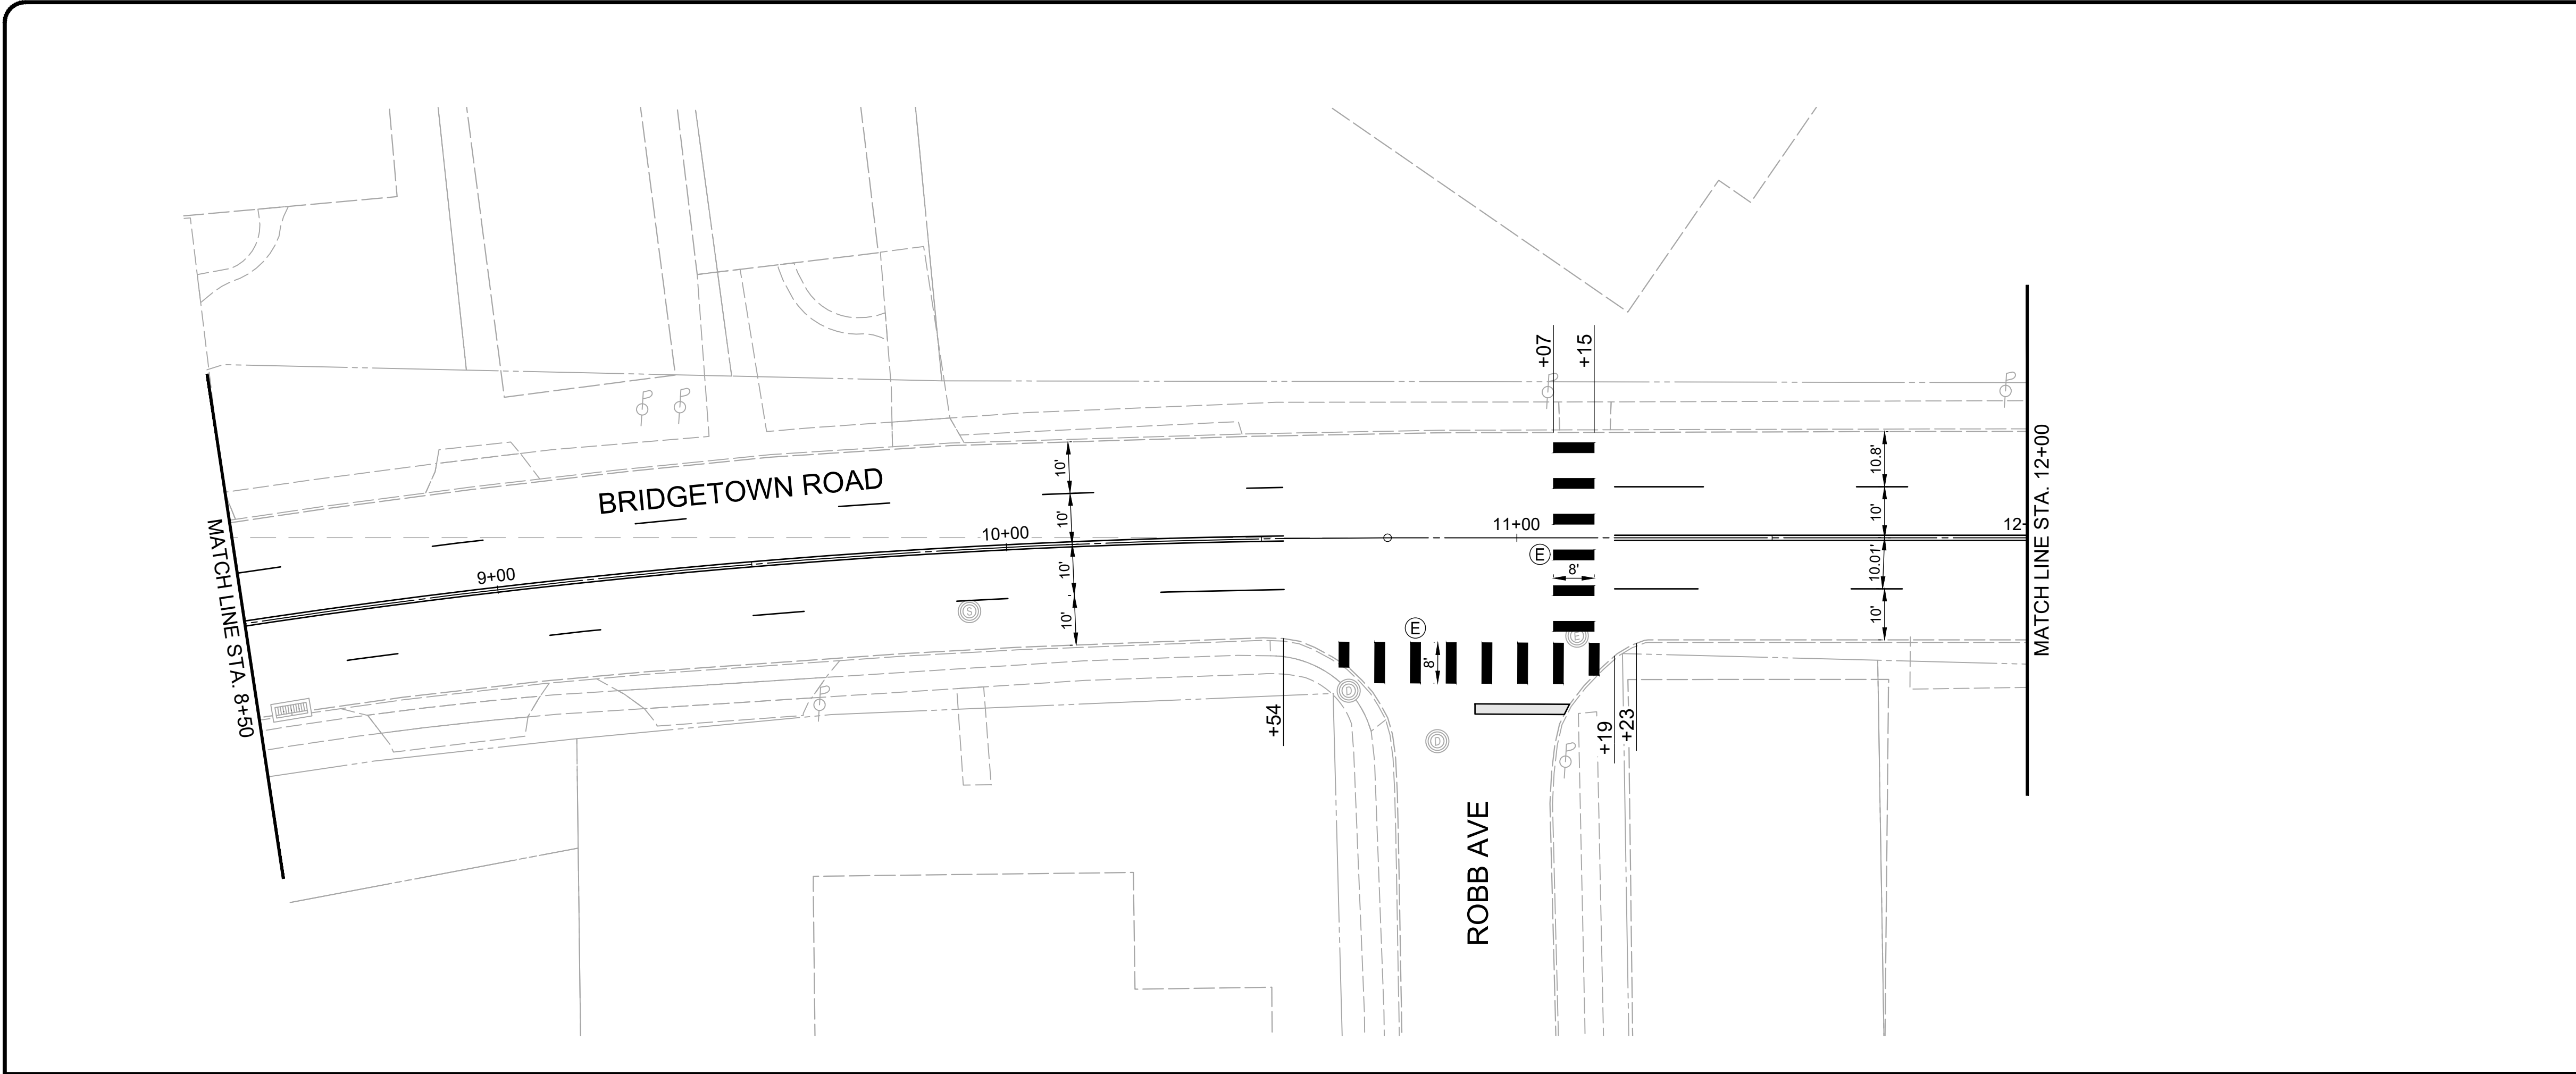 +07
+15
BRIDGETOWN ROAD
10'
10'
10'
10'
9+00
10+00
11+00
12+
10.8'
10'
10.01'
10'
E
8'
E
8'
S
E
D
D
+54
+19
+23
ROBB AVE
MATCH LINE STA. 8+50
MATCH LINE STA. 12+00